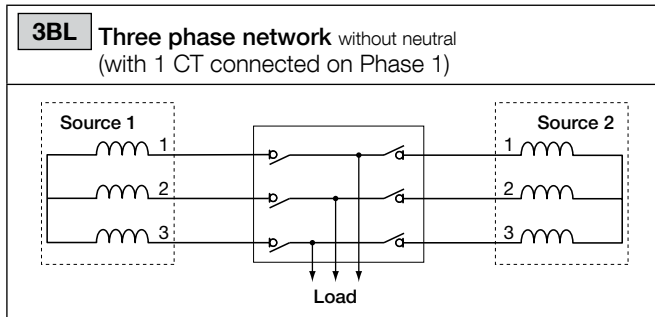 3BL Three phase network without neutral
(with 1 CT connected on Phase 1)
Source 1
Source 2
1
1
2
2
3
3
Load